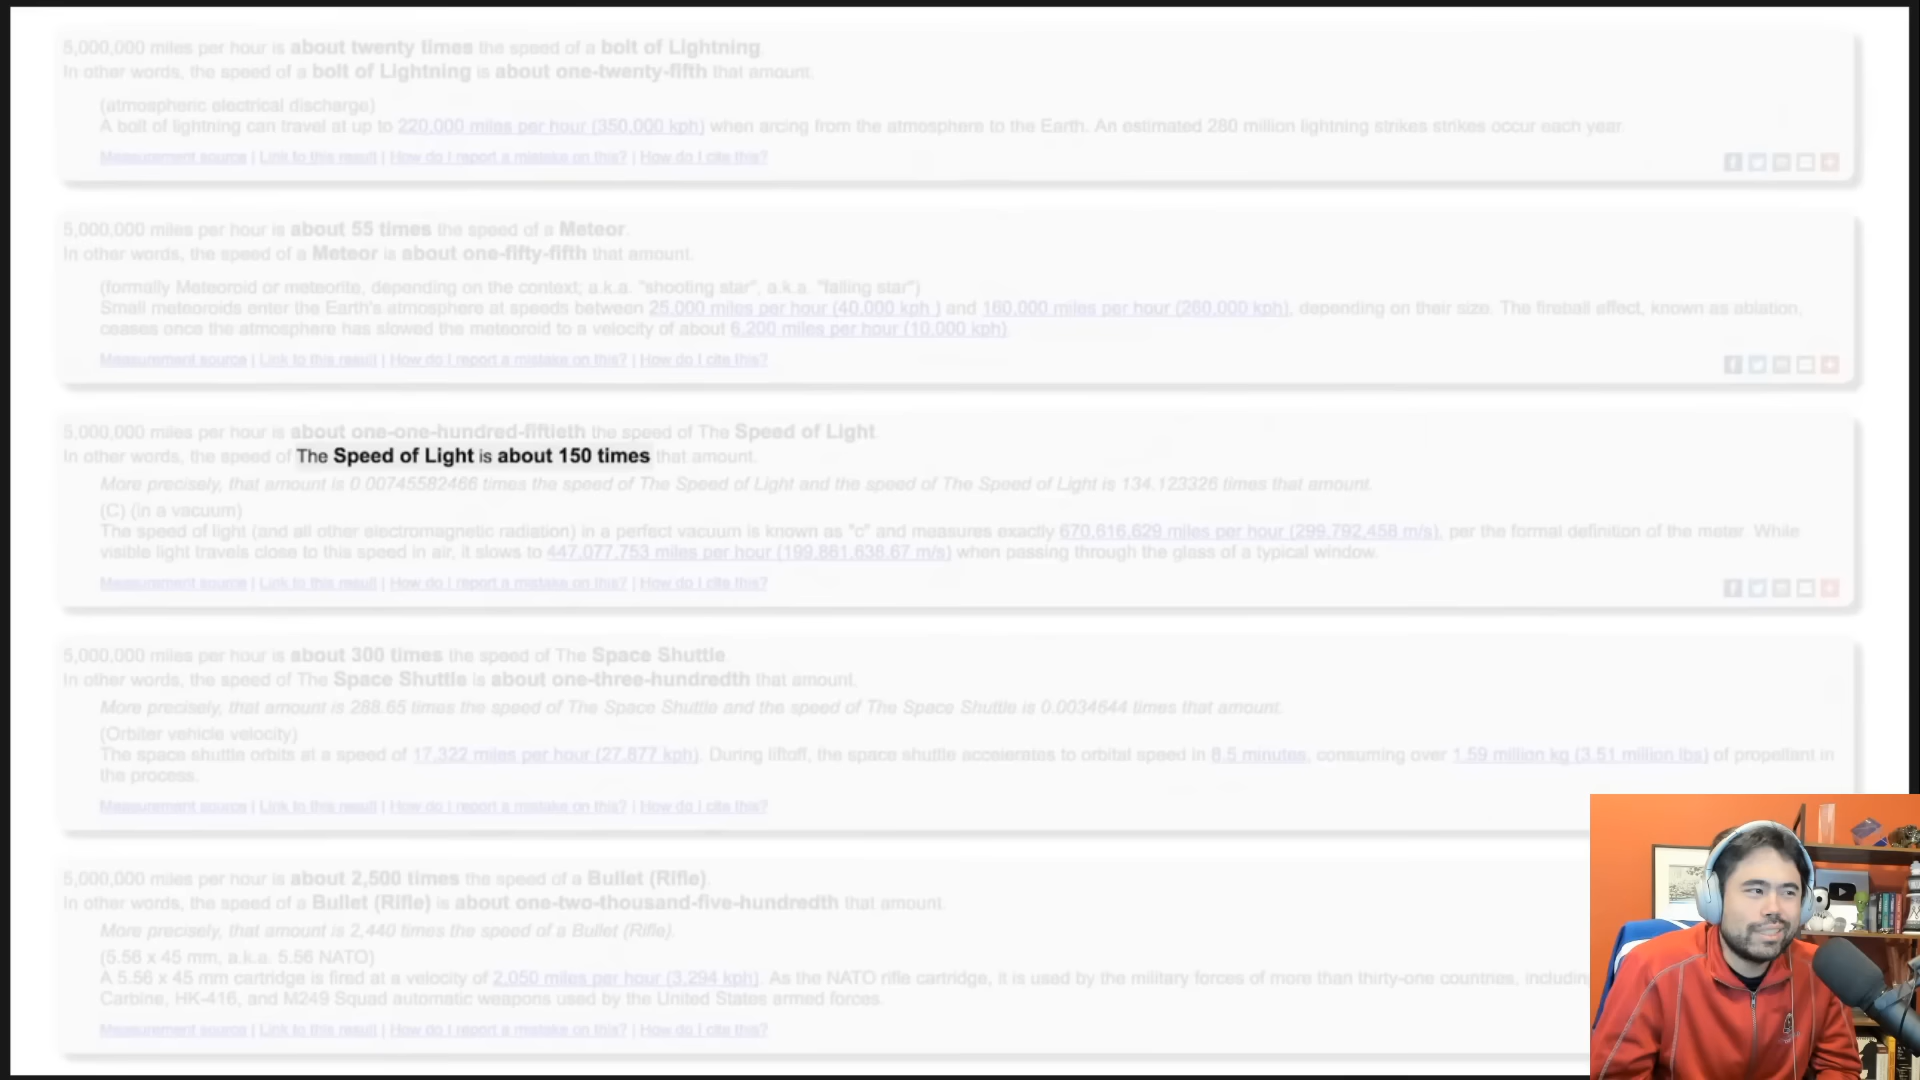 5,000,000 miles per hour is about twenty times the speed of a bolt of Lightning.
In other words, the speed of a bolt of Lightning is about one-twenty-fifth that amount.
(atmospheric electrical discharge)
A bolt of lightning can travel at up to 220,000 miles per hour (350,000 kph) when arcing from the atmosphere to the Earth. An estimated 280 million lightning strikes strikes occur each year.
Measurement source | Link to this result | How do I report a mistake on this? | How do I cite this?
5,000,000 miles per hour is about 55 times the speed of a Meteor.
In other words, the speed of a Meteor is about one-fifty-fifth that amount.
(formally Meteoroid or meteorite, depending on the context; a.k.a. "shooting star", a.k.a. "falling star")
Small meteoroids enter the Earth's atmosphere at speeds between 25,000 miles per hour (40,000 kph ) and 160,000 miles per hour (260,000 kph), depending on their size. The fireball effect, known as ablation,
ceases once the atmosphere has slowed the meteoroid to a velocity of about 6,200 miles per hour (10,000 kph).
Measurement source | Link to this result | How do I report a mistake on this? | How do I cite this?
5,000,000 miles per hour is about one-one-hundred-fiftieth the speed of The Speed of Light.
In other words, the speed of The Speed of Light is about 150 times that amount.
More precisely, that amount is 0.00745582466 times the speed of The Speed of Light and the speed of The Speed of Light is 134.123326 times that amount.
(C) (in a vacuum)
The speed of light (and all other electromagnetic radiation) in a perfect vacuum is known as "c" and measures exactly 670,616,629 miles per hour (299,792,458 m/s), per the formal definition of the meter. While
visible light travels close to this speed in air, it slows to 447,077,753 miles per hour (199,861,638.67 m/s) when passing through the glass of a typical window.
Measurement source | Link to this result | How do I report a mistake on this? | How do I cite this?
5,000,000 miles per hour is about 300 times the speed of The Space Shuttle.
In other words, the speed of The Space Shuttle is about one-three-hundredth that amount.
More precisely, that amount is 288.65 times the speed of The Space Shuttle and the speed of The Space Shuttle is 0.0034644 times that amount.
(Orbiter vehicle velocity)
The space shuttle orbits at a speed of 17,322 miles per hour (27,877 kph). During liftoff, the space shuttle accelerates to orbital speed in 8.5 minutes, consuming over 1.59 million kg (3.51 million lbs) of propellant in
the process.
Measurement source | Link to this result | How do I report a mistake on this? | How do I cite this?
5,000,000 miles per hour is about 2,500 times the speed of a Bullet (Rifle).
In other words, the speed of a Bullet (Rifle) is about one-two-thousand-five-hundredth that amount.
More precisely, that amount is 2,440 times the speed of a Bullet (Rifle).
(5.56 x 45 mm, a.k.a. 5.56 NATO)
A 5.56 x 45 mm cartridge is fired at a velocity of 2,050 miles per hour (3,294 kph). As the NATO rifle cartridge, it is used by the military forces of more than thirty-one countries, includin
Carbine, HK-416, and M249 Squad automatic weapons used by the United States armed forces.
Measurement source | Link to this result | How do I report a mistake on this? | How do I cite this?